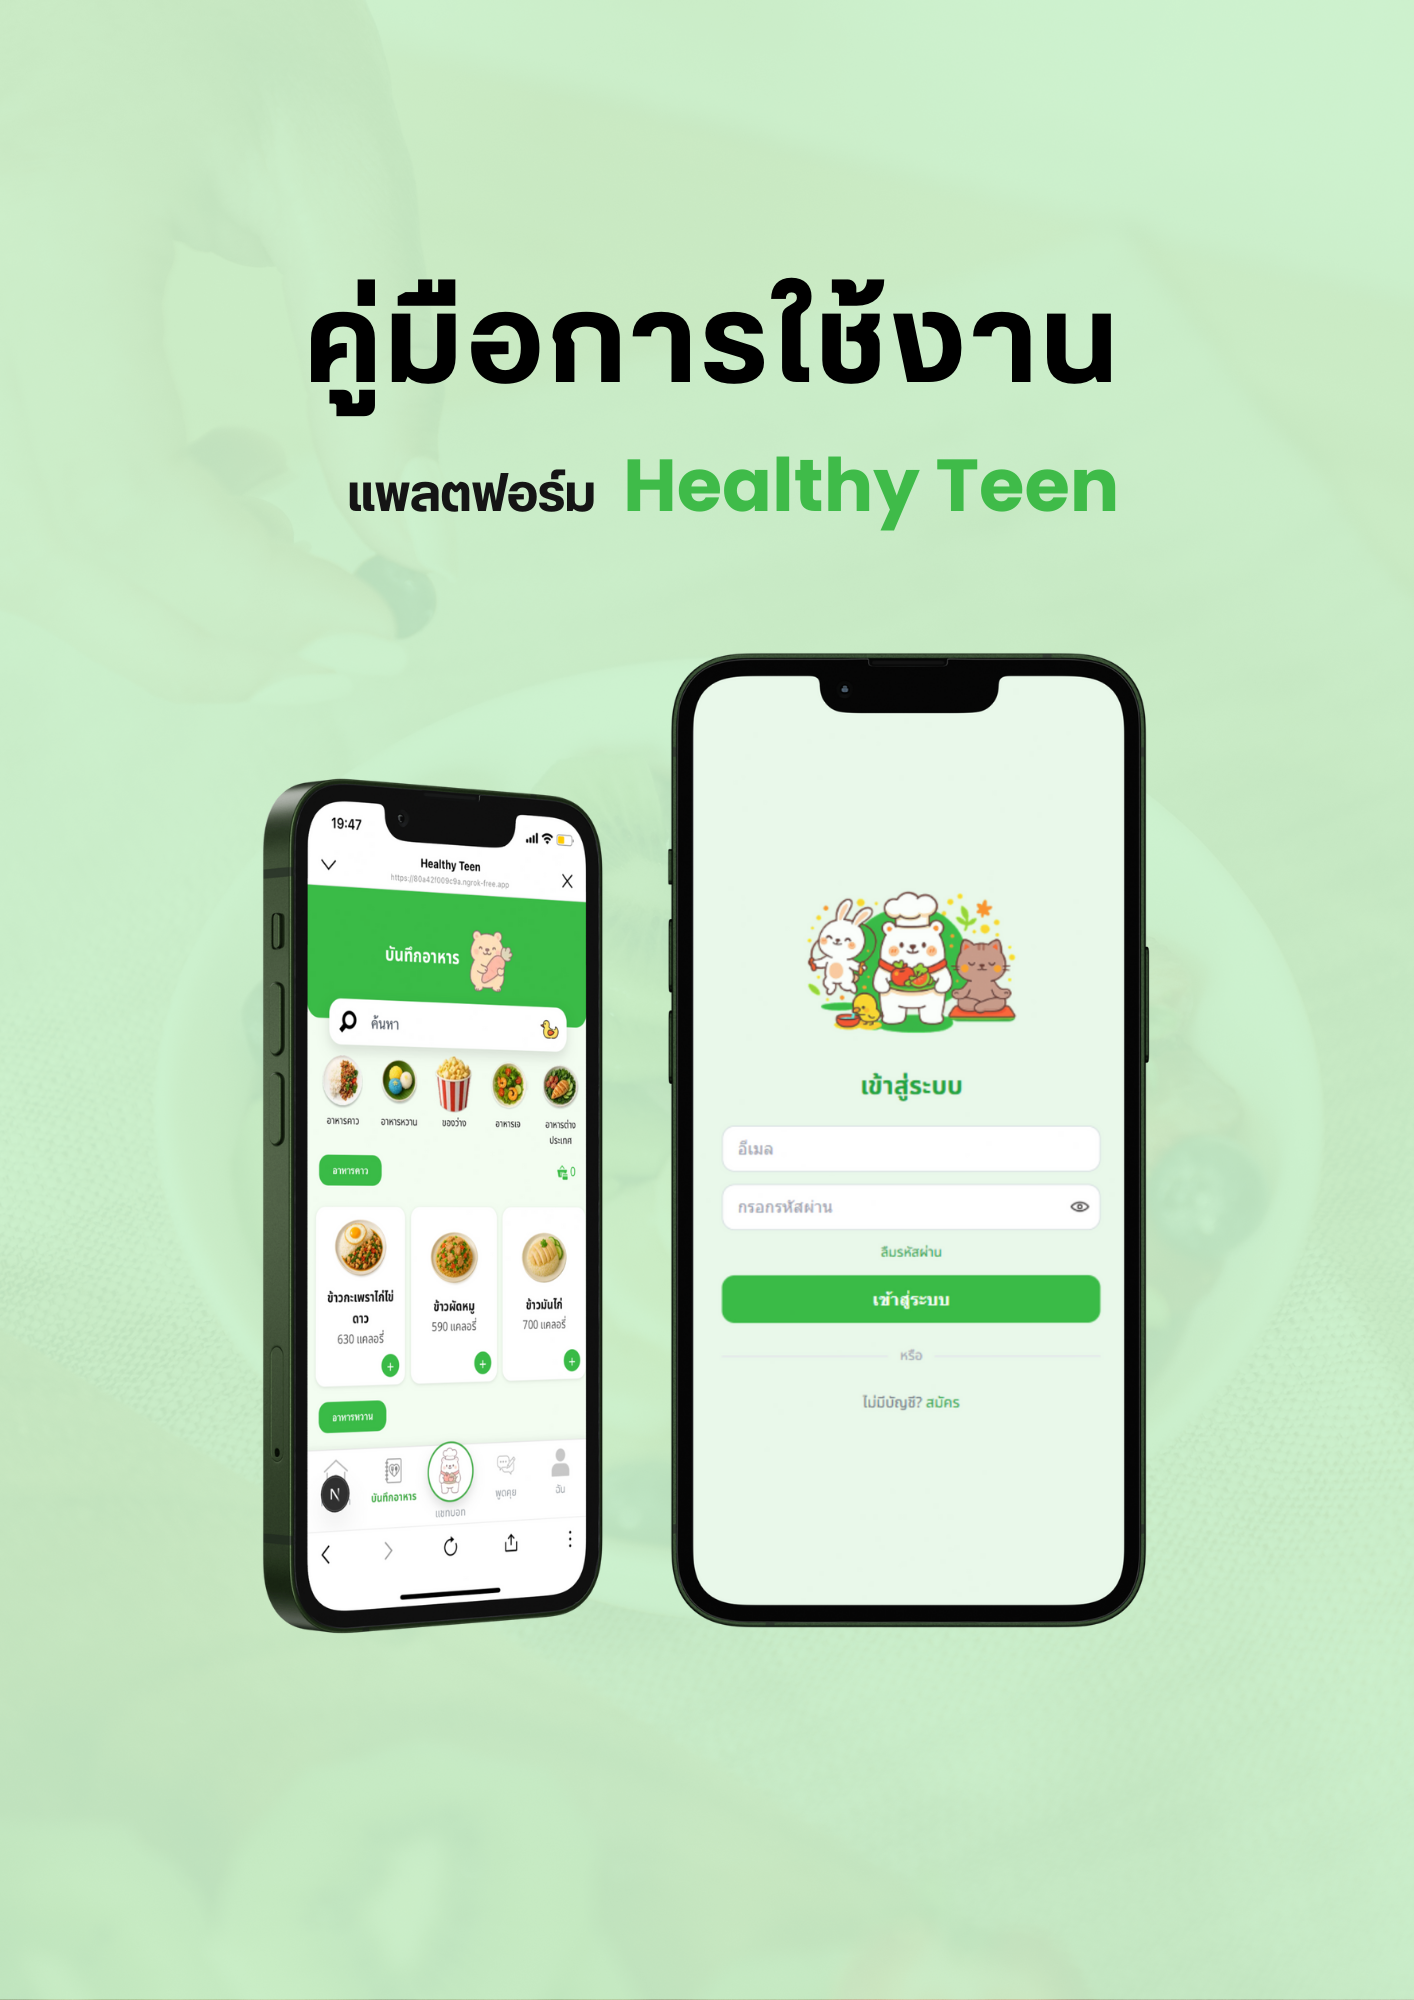 คู่มือการใช้งาน
แพลตฟอร์ม Healthy Teen
19:47
Healthy Teen
https://80a42f009c9a.ngrok-free.app
บันทึกอาหาร
ค้นหา
อาหารคาว อาหารหวาน ของว่าง อาหารเจ อาหารต่างประเทศ
อาหารคาว
0
ข้าวกะเพราไก่ไข่ดาว
630 แคลอรี่
+
ข้าวผัดหมู
590 แคลอรี่
+
ข้าวมันไก่
700 แคลอรี่
+
อาหารหวาน
N
บันทึกอาหาร
แชทบอท
พูดคุย
ฉัน
เข้าสู่ระบบ
อีเมล
กรอกรหัสผ่าน
ลืมรหัสผ่าน
เข้าสู่ระบบ
หรือ
ไม่มีบัญชี? สมัคร